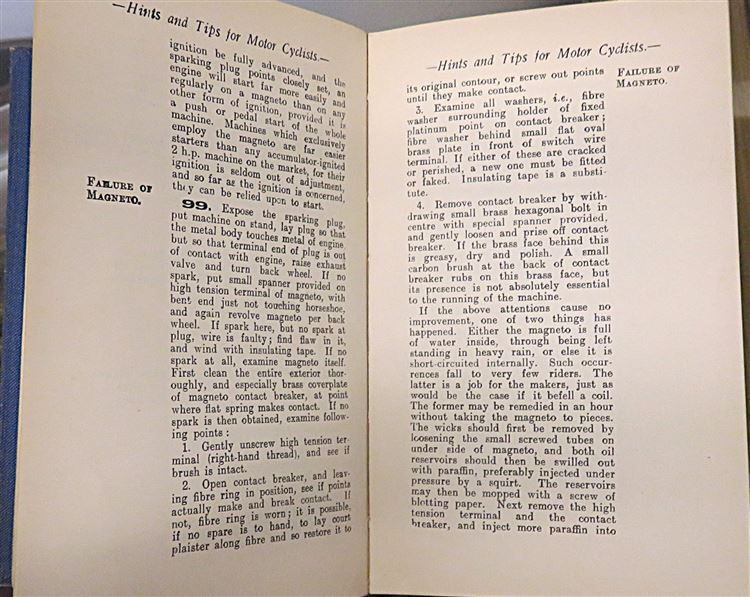 —Hints and Tips for Motor Cyclists.—
ignition be fully advanced, and the
sparking plug points closely set, an
engine will start far more easily and
regularly on a magneto than on any
other form of ignition, provided it is
a push or pedal start of the whole
machine. Machines which exclusively
employ the magneto are far easier
starters than any accumulator-ignited
2 h.p. machine on the market, for their
ignition is seldom out of adjustment,
and so far as the ignition is concerned,
they can be relied upon to start.
FAILURE OF
MAGNETO.
99. Expose the sparking plug,
put machine on stand, lay plug so that
the metal body touches metal of engine,
but so that terminal end of plug is out
of contact with engine, raise exhaust
valve and turn back wheel. If no
spark, put small spanner provided on
high tension terminal of magneto, with
bent end just not touching horseshoe,
and again revolve magneto per back
wheel. If spark here, but no spark at
plug, wire is faulty; find flaw in it,
and wind with insulating tape. If no
spark at all, examine magneto itself.
First clean the entire exterior thor-
oughly, and especially brass coverplate
of magneto contact breaker, at point
where flat spring makes contact. If no
spark is then obtained, examine follow-
ing points :
1. Gently unscrew high tension ter-
minal (right-hand thread), and see if
brush is intact.
2. Open contact breaker, and leav-
ing fibre ring in position, see if points
actually make and break contact. If
not, fibre ring is worn; it is possible,
if no spare is to hand, to lay court
plaister along fibre and so restore it to
—Hints and Tips for Motor Cyclists.—
its original contour, or screw out points
until they make contact.
FAILURE OF
MAGNETO.
3. Examine all washers, i.e., fibre
washer surrounding holder of fixed
platinum point on contact breaker;
fibre washer behind small flat oval
brass plate in front of switch wire
terminal. If either of these are cracked
or perished, a new one must be fitted
or faked. Insulating tape is a substi-
tute.
4. Remove contact breaker by with-
drawing small brass hexagonal bolt in
centre with special spanner provided,
and gently loosen and prise off contact
breaker. If the brass face behind this
is greasy, dry and polish. A small
carbon brush at the back of contact
breaker rubs on this brass face, but
its presence is not absolutely essential
to the running of the machine.
If the above attentions cause no
improvement, one of two things has
happened. Either the magneto is full
of water inside, through being left
standing in heavy rain, or else it is
short-circuited internally. Such occur-
rences fall to very few riders. The
latter is a job for the makers, just as
would be the case if it befell a coil.
The former may be remedied in an hour
without taking the magneto to pieces.
The wicks should first be removed by
loosening the small screwed tubes on
under side of magneto, and both oil
reservoirs should then be swilled out
with paraffin, preferably injected under
pressure by a squirt. The reservoirs
may then be mopped with a screw of
blotting paper. Next remove the high
tension terminal and the contact
breaker, and inject more paraffin into